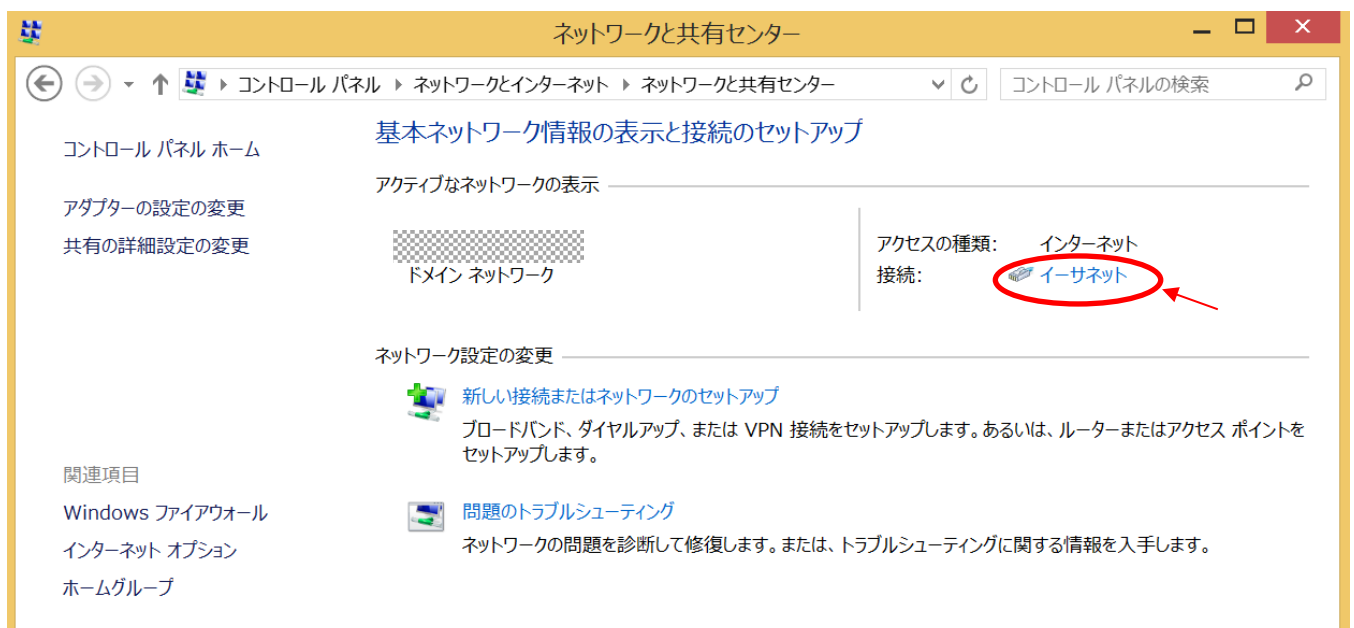 ネットワークと共有センター
コントロール パネル ネットワークとインターネット ネットワークと共有センター
コントロール パネルの検索
コントロール パネル ホーム
アダプターの設定の変更
共有の詳細設定の変更
基本ネットワーク情報の表示と接続のセットアップ
アクティブなネットワークの表示
ドメイン ネットワーク
アクセスの種類: インターネット
接続: イーサネット
ネットワーク設定の変更
新しい接続またはネットワークのセットアップ
ブロードバンド、ダイヤルアップ、または VPN 接続をセットアップします。あるいは、ルーターまたはアクセス ポイントを
セットアップします。
問題のトラブルシューティング
ネットワークの問題を診断して修復します。または、トラブルシューティングに関する情報を入手します。
関連項目
Windows ファイアウォール
インターネット オプション
ホームグループ